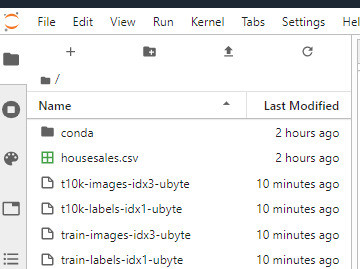 File Edit View Run Kernel Tabs Settings Help
/
Name Last Modified
conda 2 hours ago
housesales.csv 2 hours ago
t10k-images-idx3-ubyte 10 minutes ago
t10k-labels-idx1-ubyte 10 minutes ago
train-images-idx3-ubyte 10 minutes ago
train-labels-idx1-ubyte 10 minutes ago